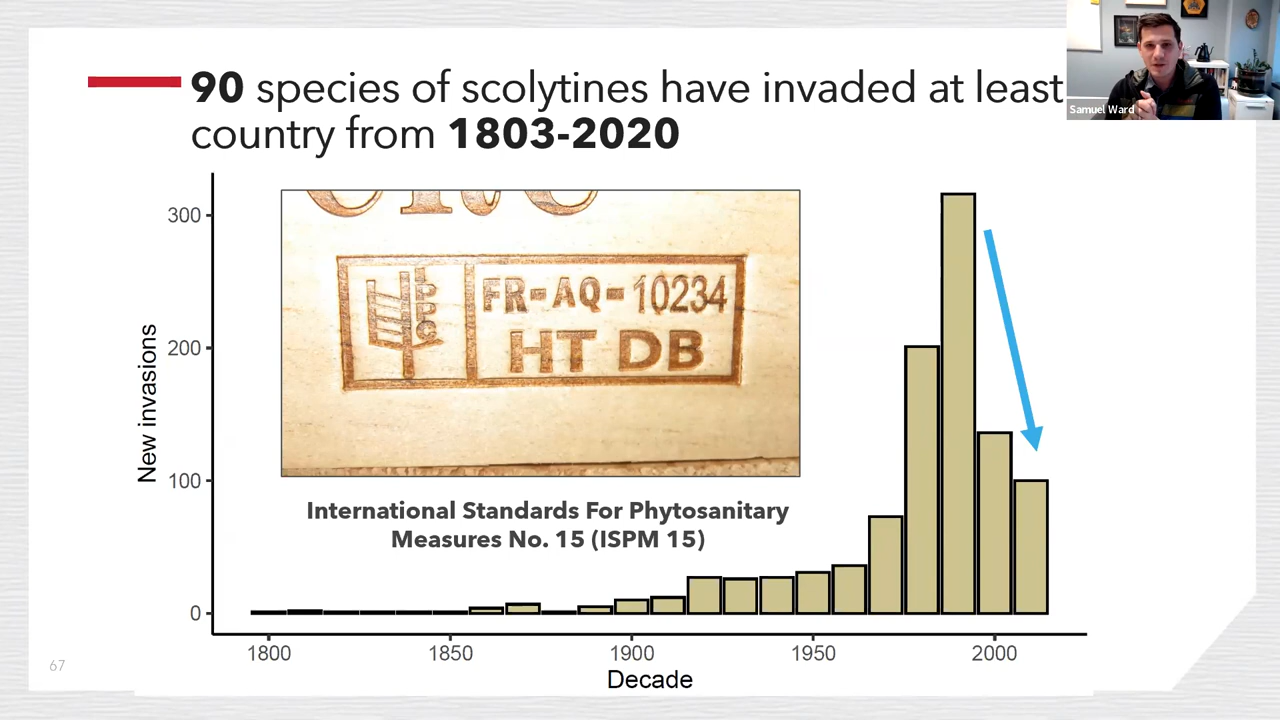 90 species of scolytines have invaded at least
country from 1803-2020
Samuel Ward
300
200
100
0
New invasions
IPPC
FR-AQ-10234
HT DB
International Standards For Phytosanitary
Measures No. 15 (ISPM 15)
1800
1850
1900
1950
2000
Decade
67